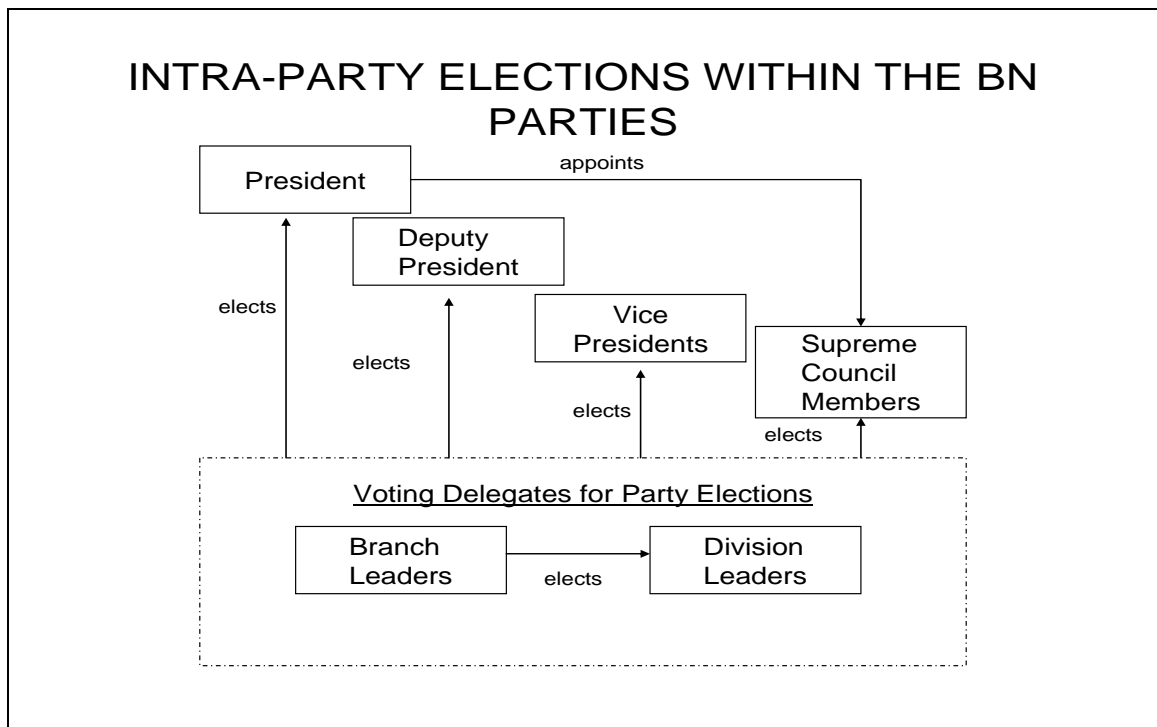 INTRA-PARTY ELECTIONS WITHIN THE BN
PARTIES
President
appoints
Deputy
President
elects
Vice
Presidents
Supreme
Council
Members
elects
elects
elects
Voting Delegates for Party Elections
Branch
Leaders
elects
Division
Leaders